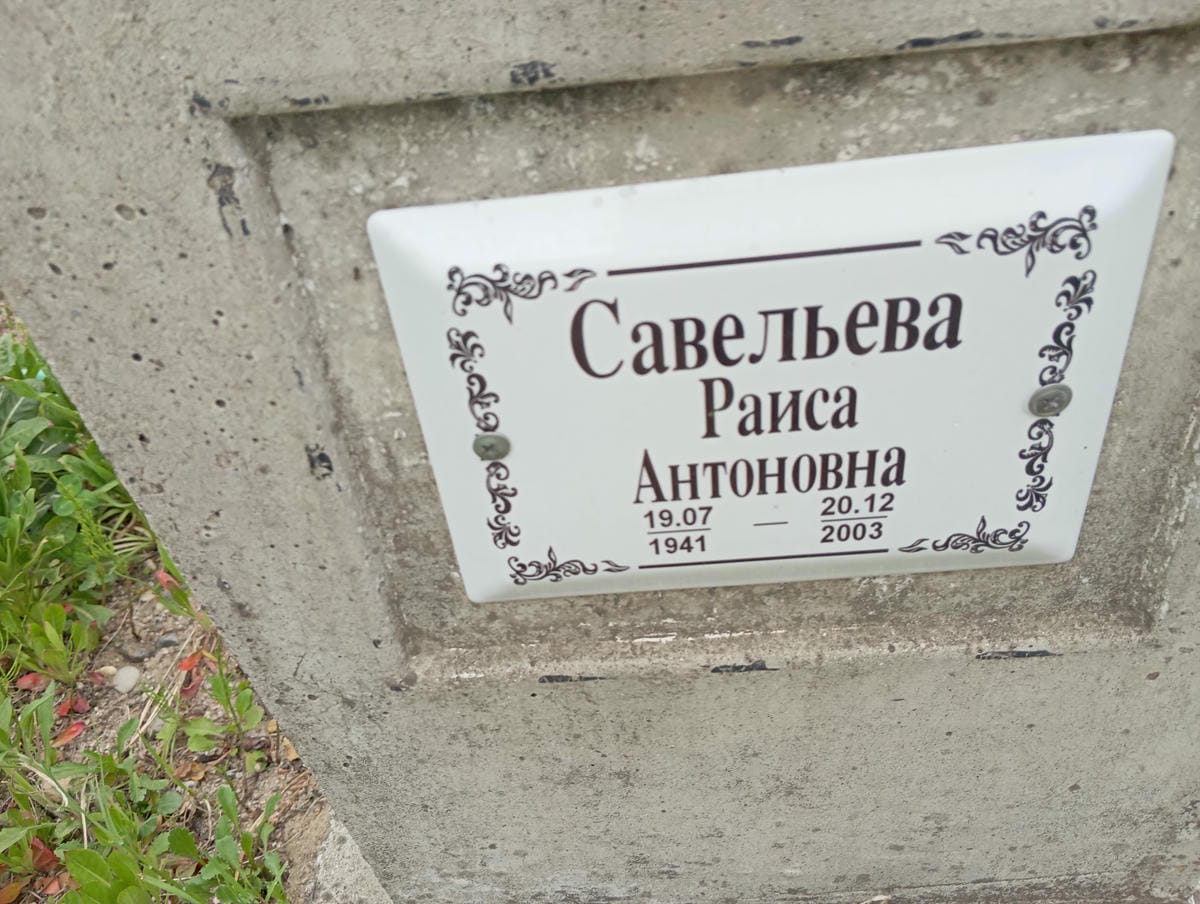 Савельева
Раиса
Антоновна
19.07 — 20.12
1941 2003